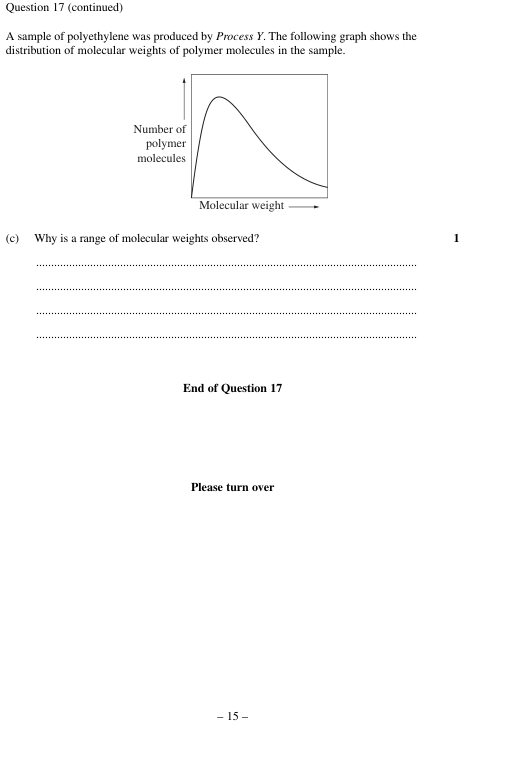 Question 17 (continued)
A sample of polyethylene was produced by Process Y. The following graph shows the
distribution of molecular weights of polymer molecules in the sample.
Number of
polymer
molecules
Molecular weight
(c) Why is a range of molecular weights observed? 1
................................................................................................................................
................................................................................................................................
................................................................................................................................
................................................................................................................................
End of Question 17
Please turn over
– 15 –